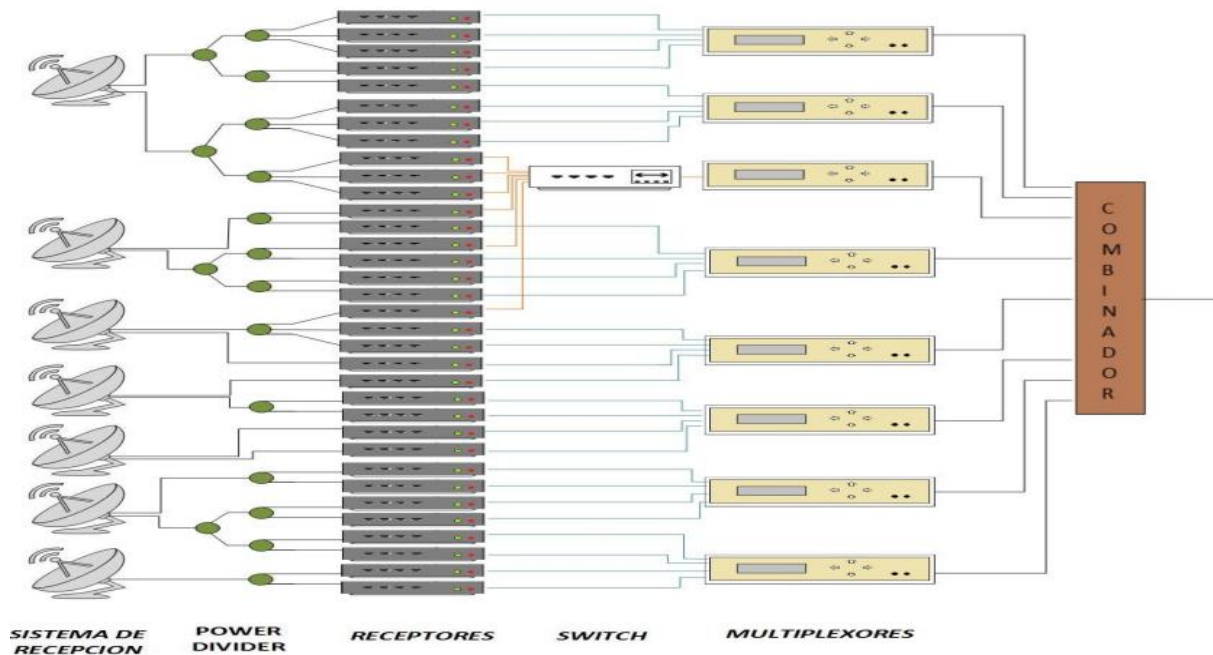 COMBINADOR
SISTEMA DE
RECEPCION
POWER
DIVIDER
RECEPTORES
SWITCH
MULTIPLEXORES